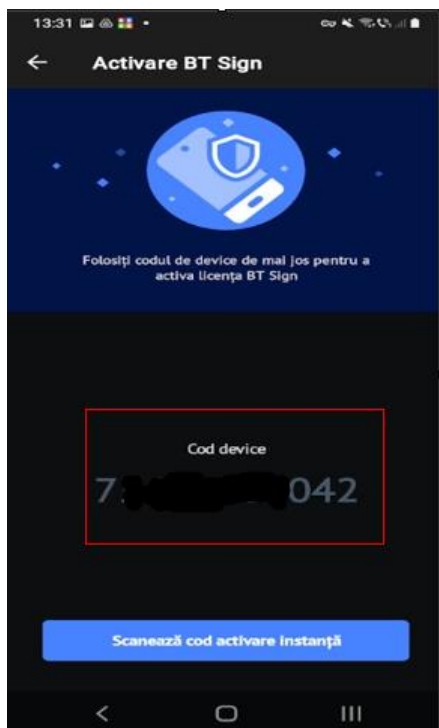 13:31
Activare BT Sign
Folosiți codul de device de mai jos pentru a
activa licența BT Sign
Cod device
7 042
Scanează cod activare instanță